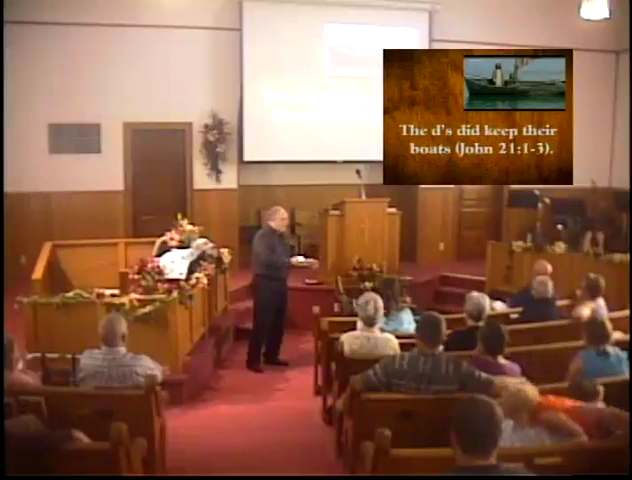 The d's did keep their
boats (John 21:1-3).